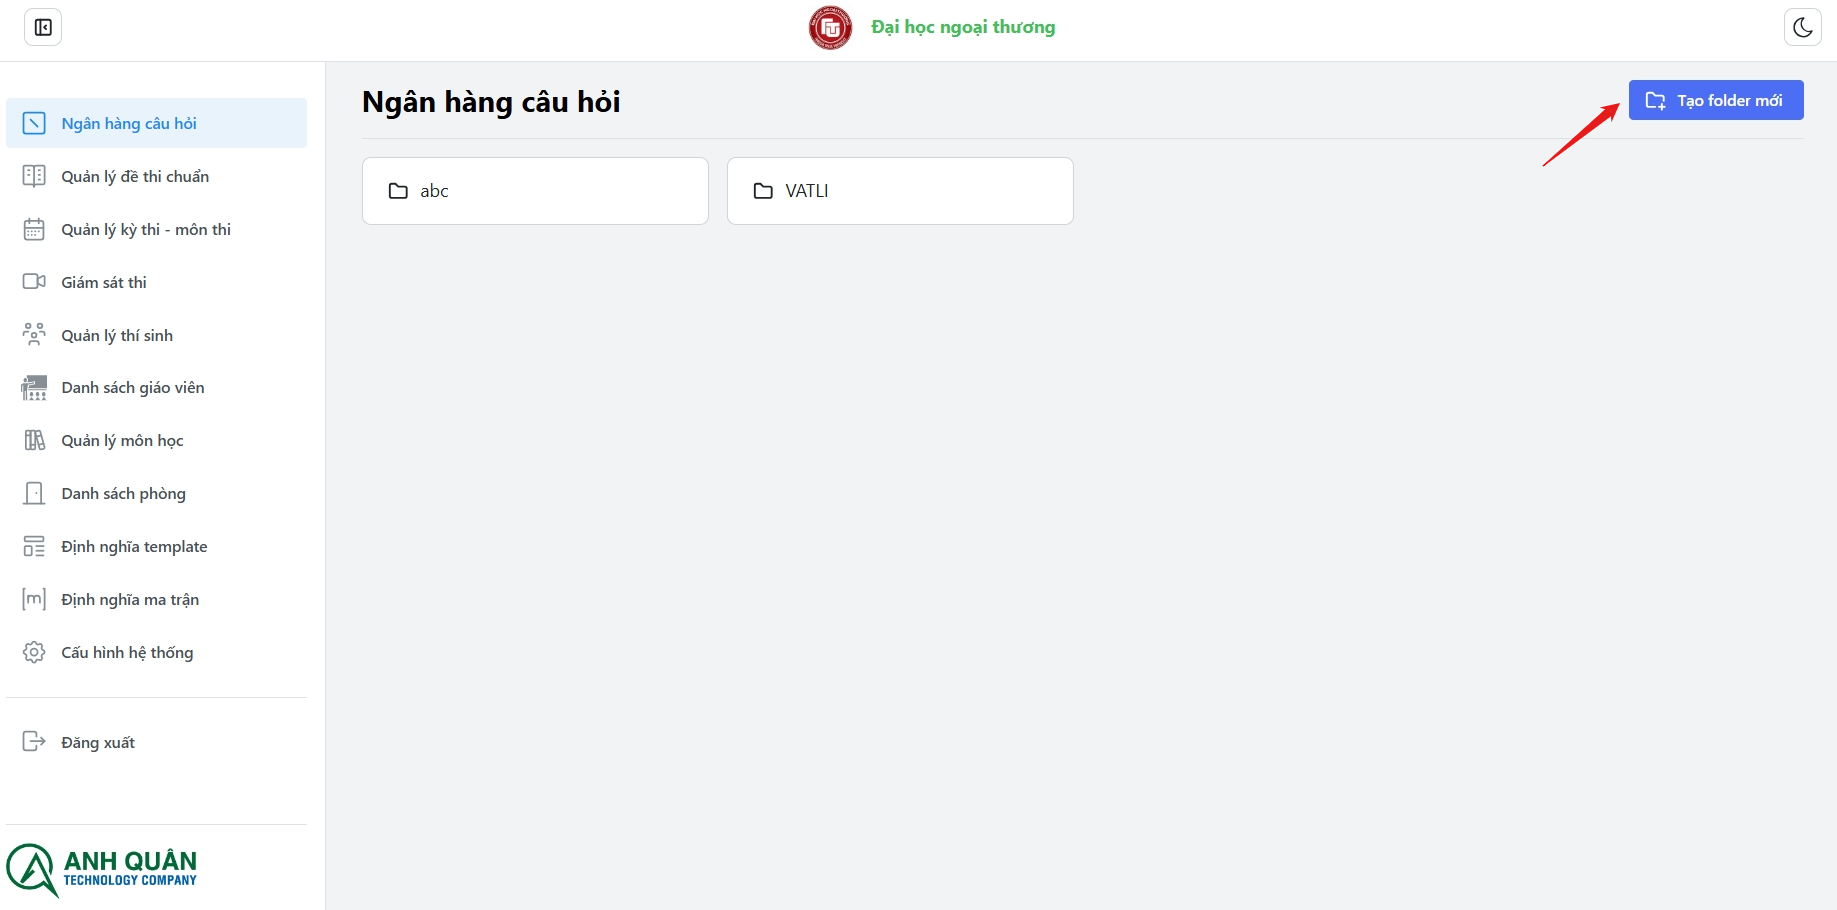 Đại học ngoại thương
Ngân hàng câu hỏi
Quản lý đề thi chuẩn
Quản lý kỳ thi - môn thi
Giám sát thi
Quản lý thí sinh
Danh sách giáo viên
Quản lý môn học
Danh sách phòng
Định nghĩa template
Định nghĩa ma trận
Cấu hình hệ thống
Đăng xuất
ANH QUÂN
TECHNOLOGY COMPANY
Ngân hàng câu hỏi
Tạo folder mới
abc
VATLI